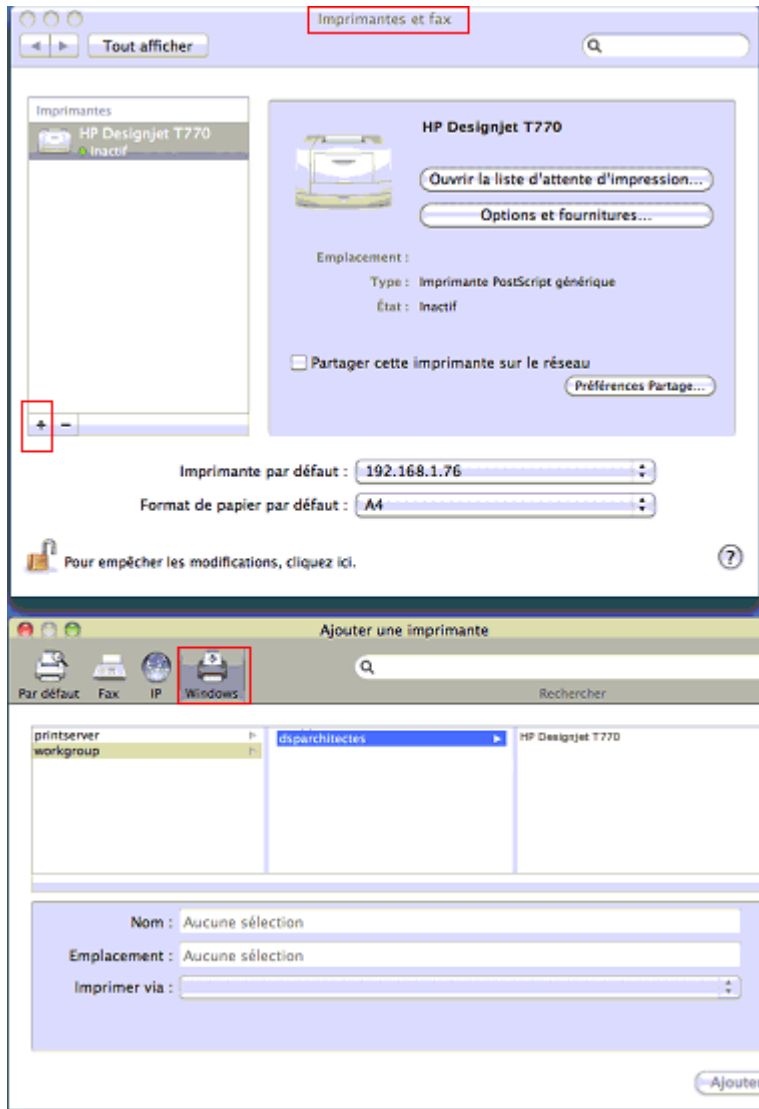 Imprimantes et fax
Tout afficher
Imprimantes
HP Designjet T770
Inactif
HP Designjet T770
Ouvrir la liste d'attente d'impression...
Options et fournitures...
Emplacement :
Type : Imprimante PostScript générique
État : Inactif
Partager cette imprimante sur le réseau
Préférences Partage...
+ −
Imprimante par défaut : 192.168.1.76
Format de papier par défaut : A4
Pour empêcher les modifications, cliquez ici.
?
Ajouter une imprimante
Par défaut Fax IP Windows Rechercher
printserver dsparchitectes HP Designjet T770
workgroup
Nom : Aucune sélection
Emplacement : Aucune sélection
Imprimer via :
Ajouter